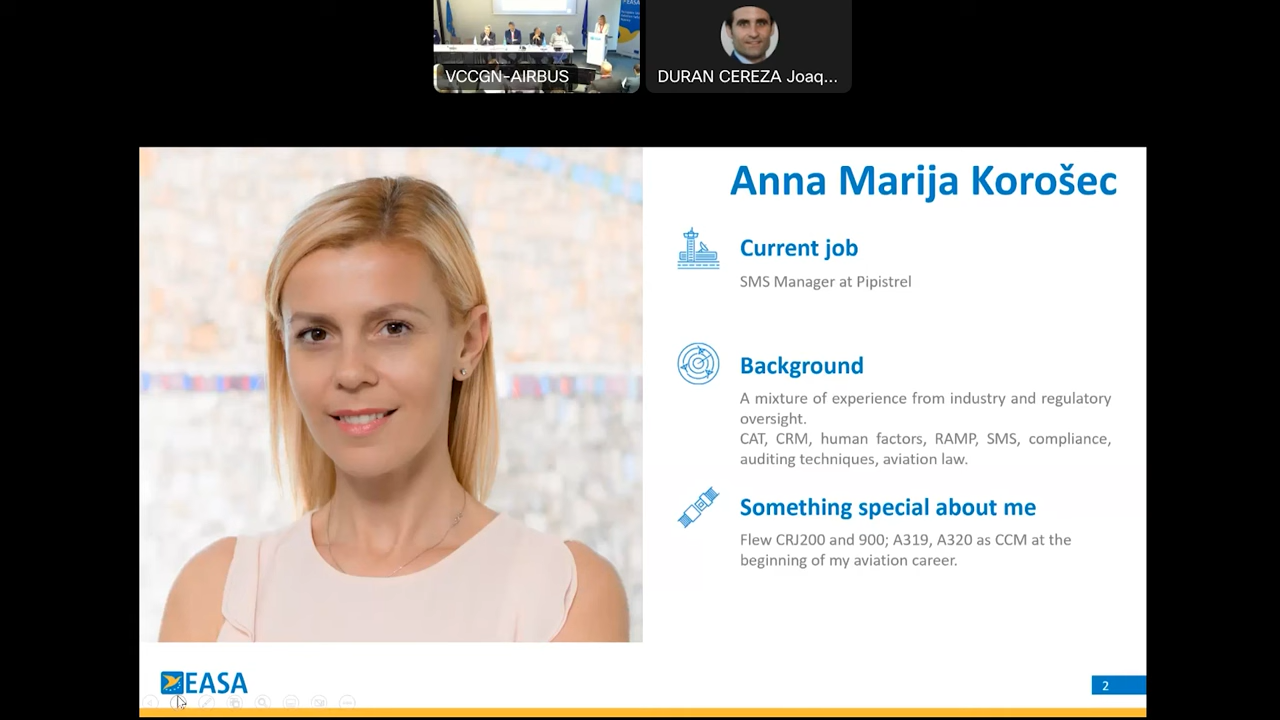 VCCGN-AIRBUS
DURAN CEREZA Joaq...
Anna Marija Korošec
Current job
SMS Manager at Pipistrel
Background
A mixture of experience from industry and regulatory
oversight.
CAT, CRM, human factors, RAMP, SMS, compliance,
auditing techniques, aviation law.
Something special about me
Flew CRJ200 and 900; A319, A320 as CCM at the
beginning of my aviation career.
EASA
2